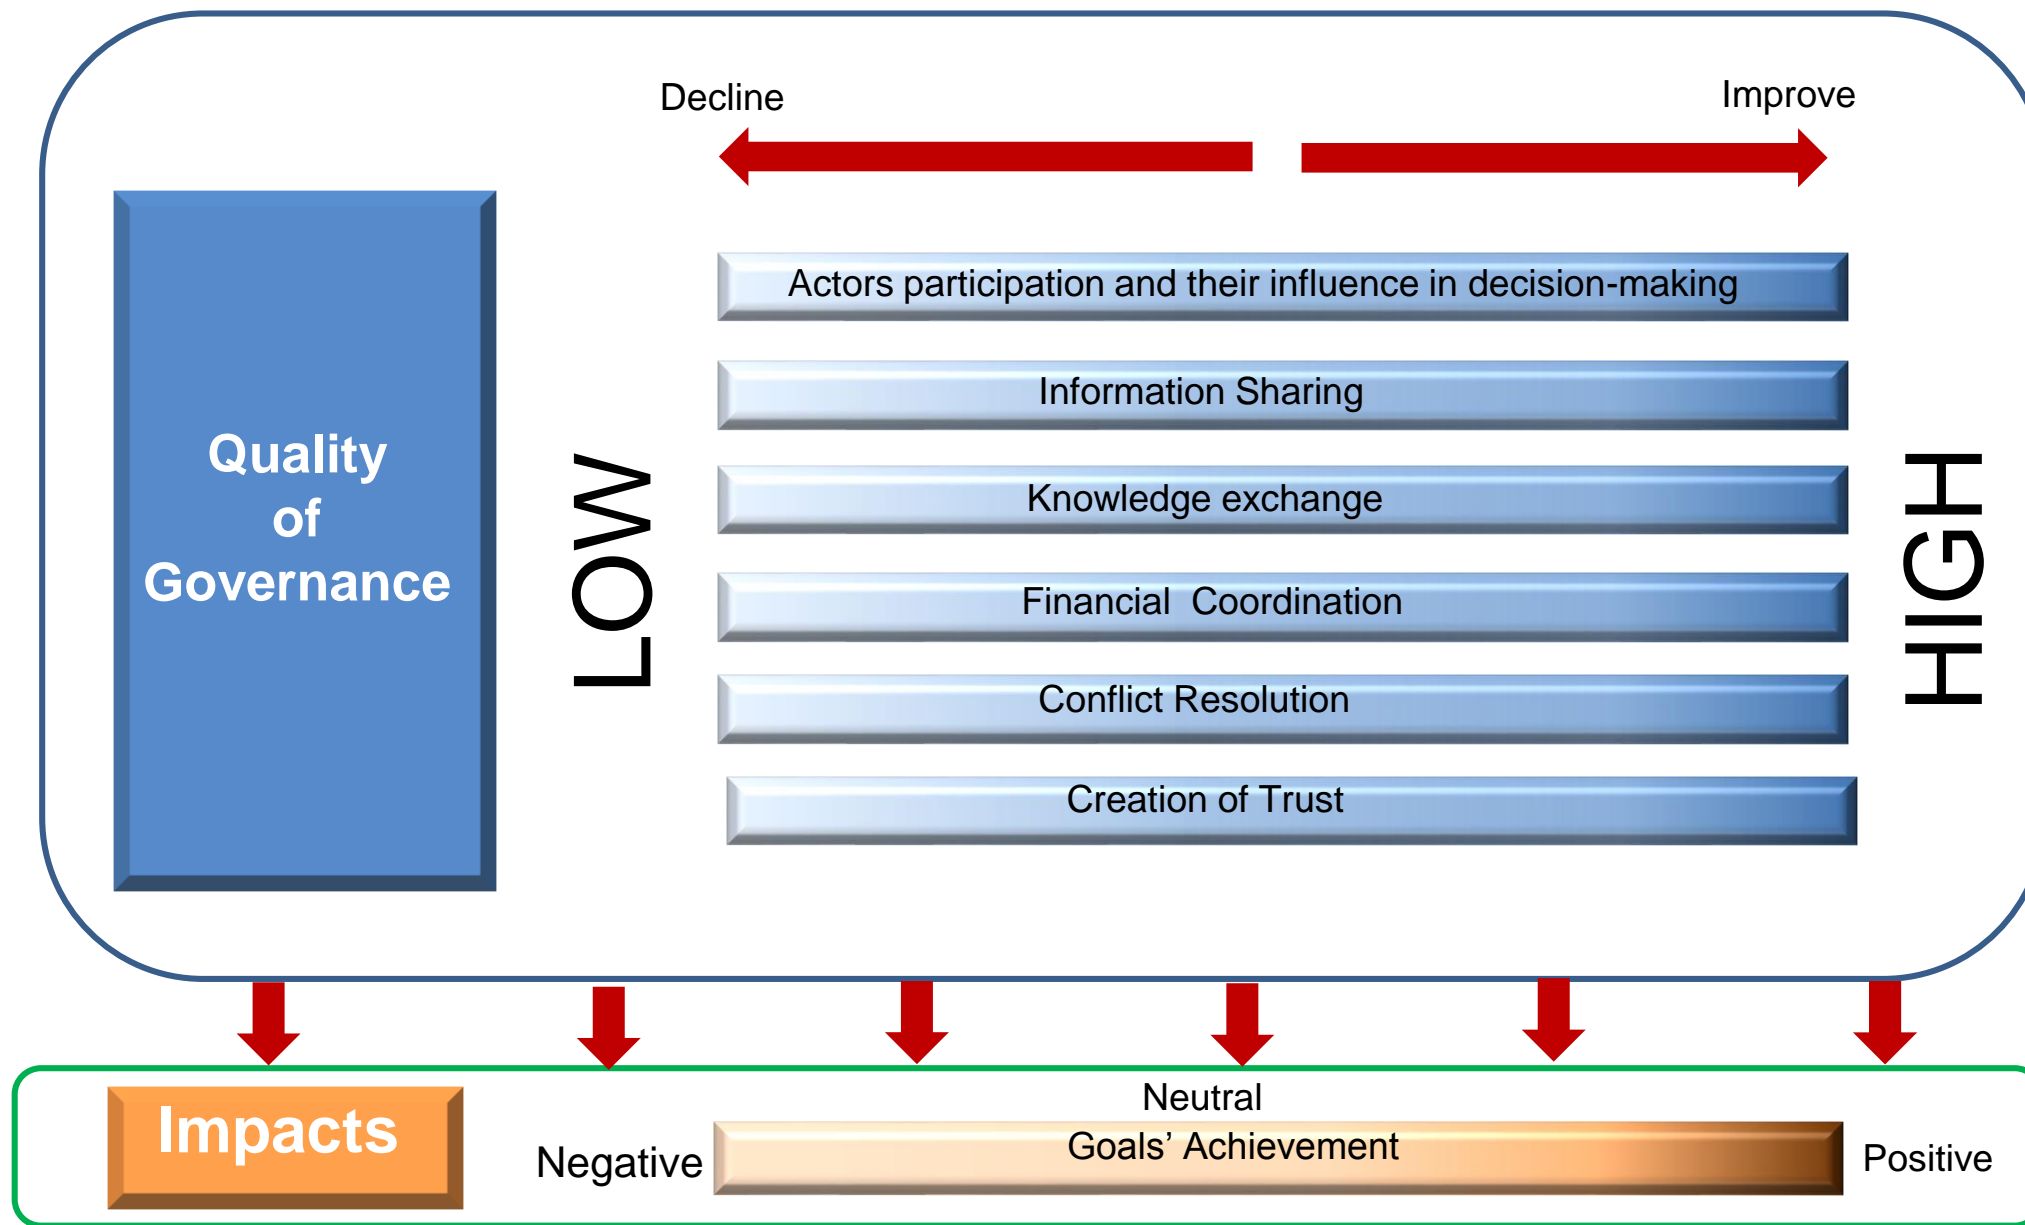 Decline
Improve
Quality
of
Governance
LOW
Actors participation and their influence in decision-making
Information Sharing
Knowledge exchange
Financial  Coordination
Conflict Resolution
Creation of Trust
HIGH
Impacts
Negative
Neutral
Goals’ Achievement
Positive